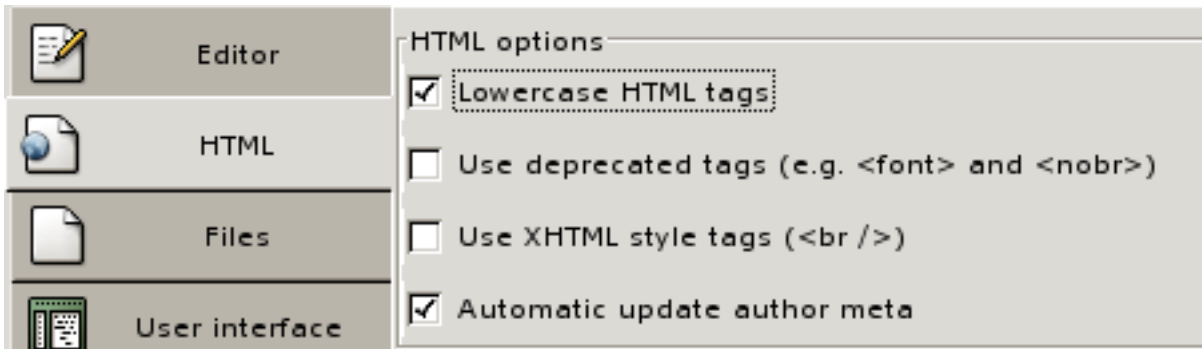 Editor
HTML
Files
User interface
HTML options
Lowercase HTML tags
Use deprecated tags (e.g. <font> and <nobr>)
Use XHTML style tags (<br />)
Automatic update author meta